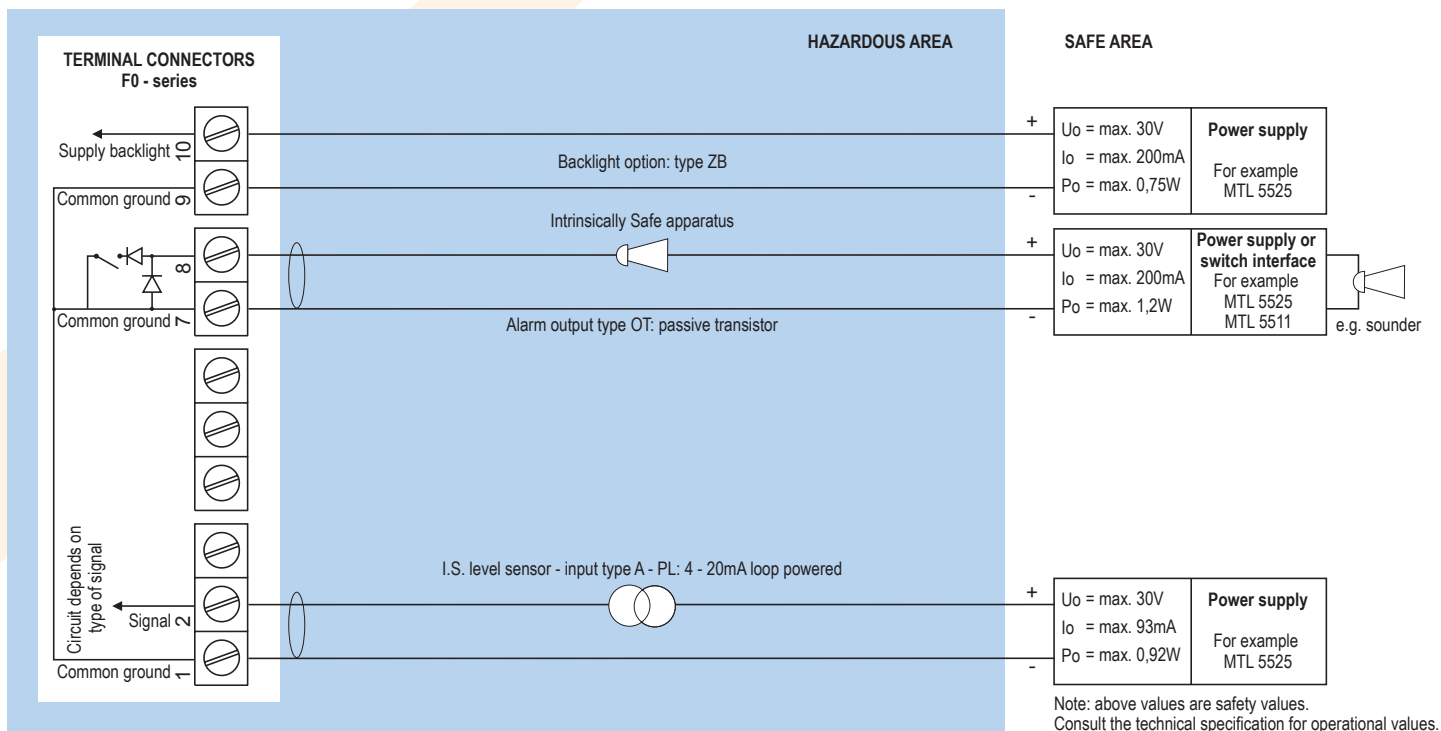 HAZARDOUS AREA
SAFE AREA
TERMINAL CONNECTORS
F0 - series
Supply backlight
10
Backlight option: type ZB
+
Uo = max. 30V
Io = max. 200mA
Po = max. 0,75W
Power supply
For example
MTL 5525
Common ground
9
-
Intrinsically Safe apparatus
8
+
Uo = max. 30V
Io = max. 200mA
Po = max. 1,2W
Power supply or
switch interface
For example
MTL 5525
MTL 5511
e.g. sounder
Common ground
7
Alarm output type OT: passive transistor
-
Circuit depends on
type of signal
I.S. level sensor - input type A - PL: 4 - 20mA loop powered
Signal
2
+
Uo = max. 30V
Io = max. 93mA
Po = max. 0,92W
Power supply
For example
MTL 5525
Common ground
1
-
Note: above values are safety values.
Consult the technical specification for operational values.